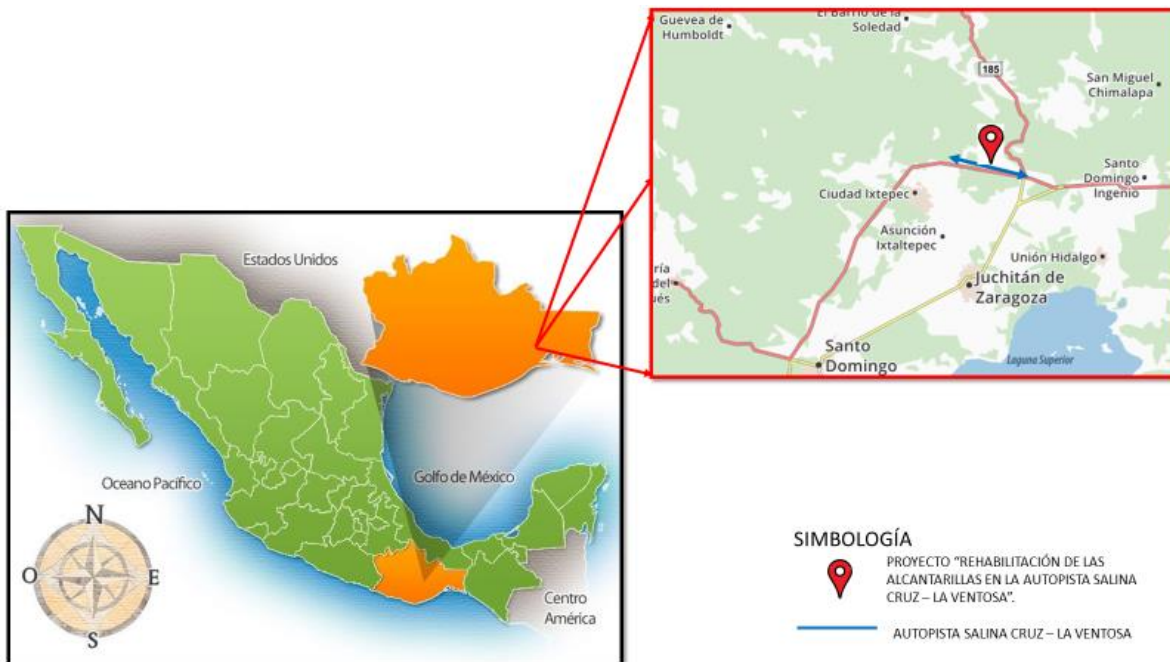 Guevea de
Humboldt
El Barrio de la
Soledad
185
San Miguel
Chimalapa
Santo
Domingo
Ingenio
Ciudad Ixtepec
Asunción
Ixtaltepec
Unión Hidalgo
ría
del
ués
Juchitán de
Zaragoza
Santo
Domingo
Laguna Superior
Estados Unidos
Golfo de México
Oceano Pacífico
Centro
América
N
O
E
S
SIMBOLOGÍA
PROYECTO “REHABILITACIÓN DE LAS
ALCANTARILLAS EN LA AUTOPISTA SALINA
CRUZ – LA VENTOSA”.
AUTOPISTA SALINA CRUZ – LA VENTOSA